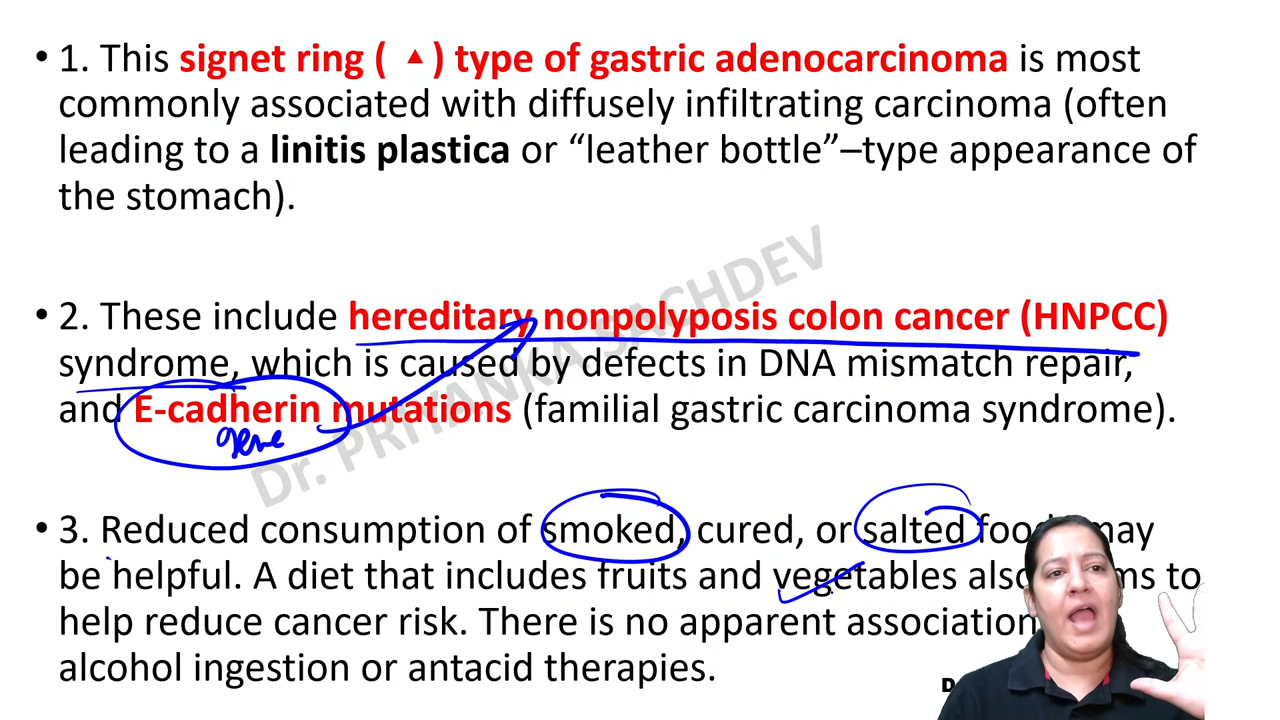 • 1. This signet ring ( ▲) type of gastric adenocarcinoma is most
commonly associated with diffusely infiltrating carcinoma (often
leading to a linitis plastica or “leather bottle”–type appearance of
the stomach).
• 2. These include hereditary nonpolyposis colon cancer (HNPCC)
syndrome, which is caused by defects in DNA mismatch repair,
and E-cadherin mutations (familial gastric carcinoma syndrome).
gene
Dr. PRIYANKA SACHDEV
• 3. Reduced consumption of smoked, cured, or salted may
be helpful. A diet that includes fruits and vegetables to
help reduce cancer risk. There is no apparent association
alcohol ingestion or antacid therapies.